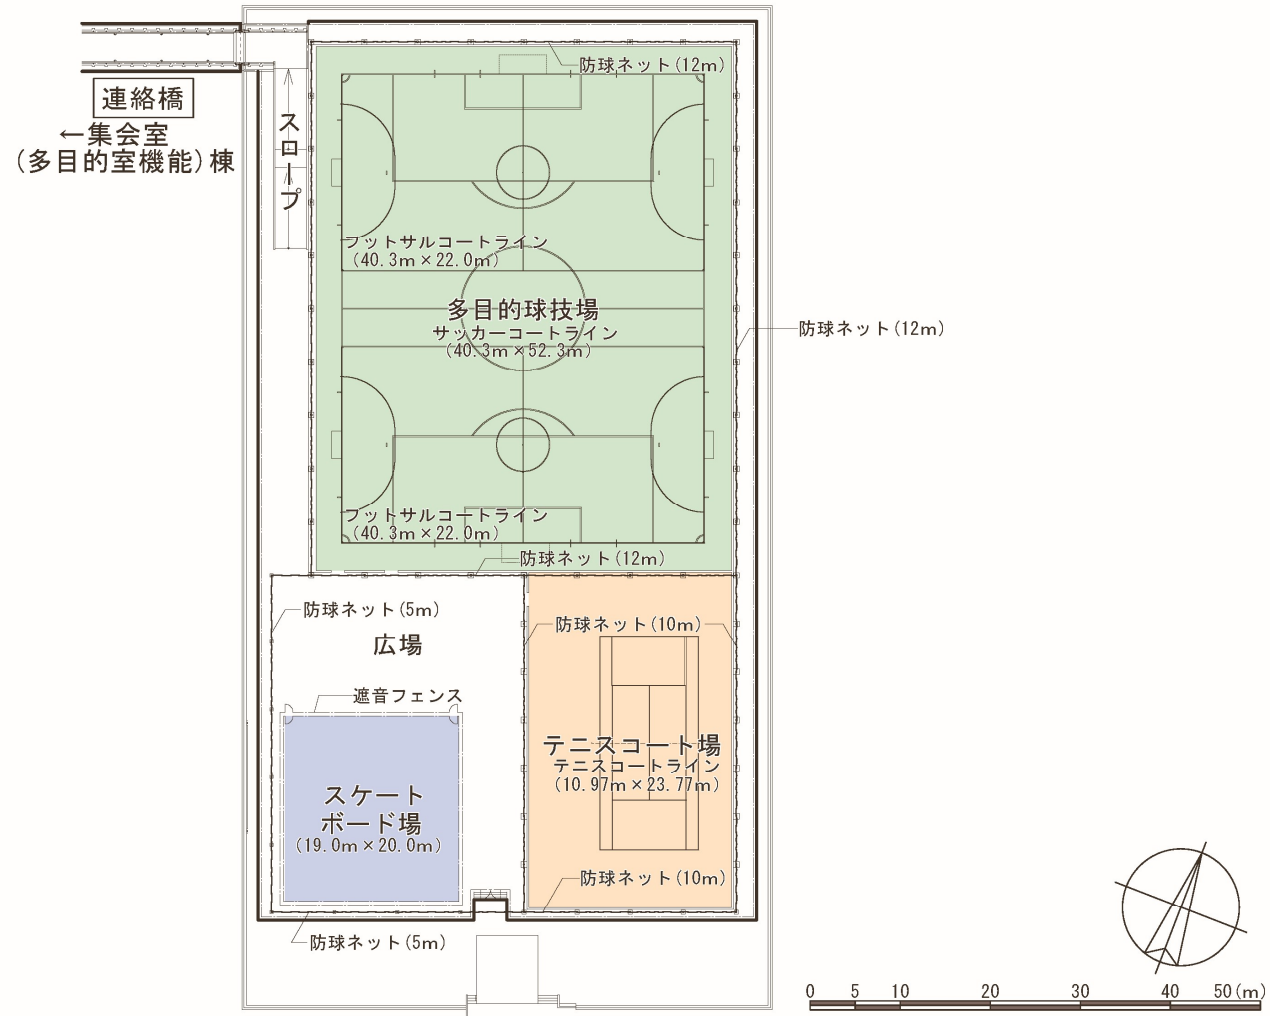 防球ネット(12m)
連絡橋
←集会室
(多目的室機能)棟
スロープ
フットサルコートライン
(40.3m×22.0m)
多目的球技場
サッカーコートライン
(40.3m×52.3m)
防球ネット(12m)
フットサルコートライン
(40.3m×22.0m)
防球ネット(12m)
防球ネット(5m)
防球ネット(10m)
広場
遮音フェンス
テニスコート場
テニスコートライン
(10.97m×23.77m)
スケート
ボード場
(19.0m×20.0m)
防球ネット(10m)
防球ネット(5m)
0 5 10 20 30 40 50(m)